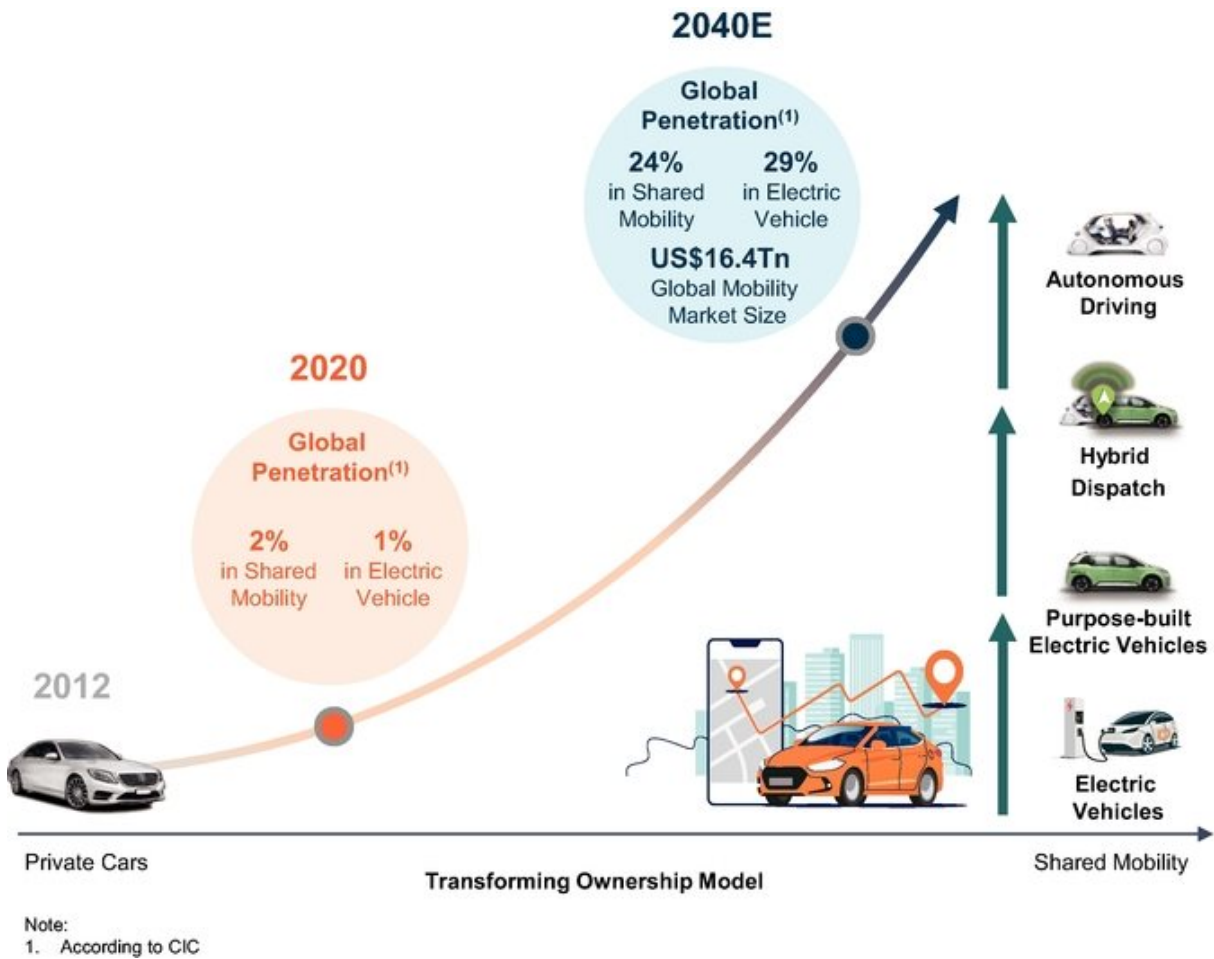 2040E
Global
Penetration(1)
24%
in Shared
Mobility
29%
in Electric
Vehicle
US$16.4Tn
Global Mobility
Market Size
2020
Global
Penetration(1)
2%
in Shared
Mobility
1%
in Electric
Vehicle
2012
Autonomous
Driving
Hybrid
Dispatch
Purpose-built
Electric Vehicles
Electric
Vehicles
Private Cars
Transforming Ownership Model
Shared Mobility
Note:
1. According to CIC